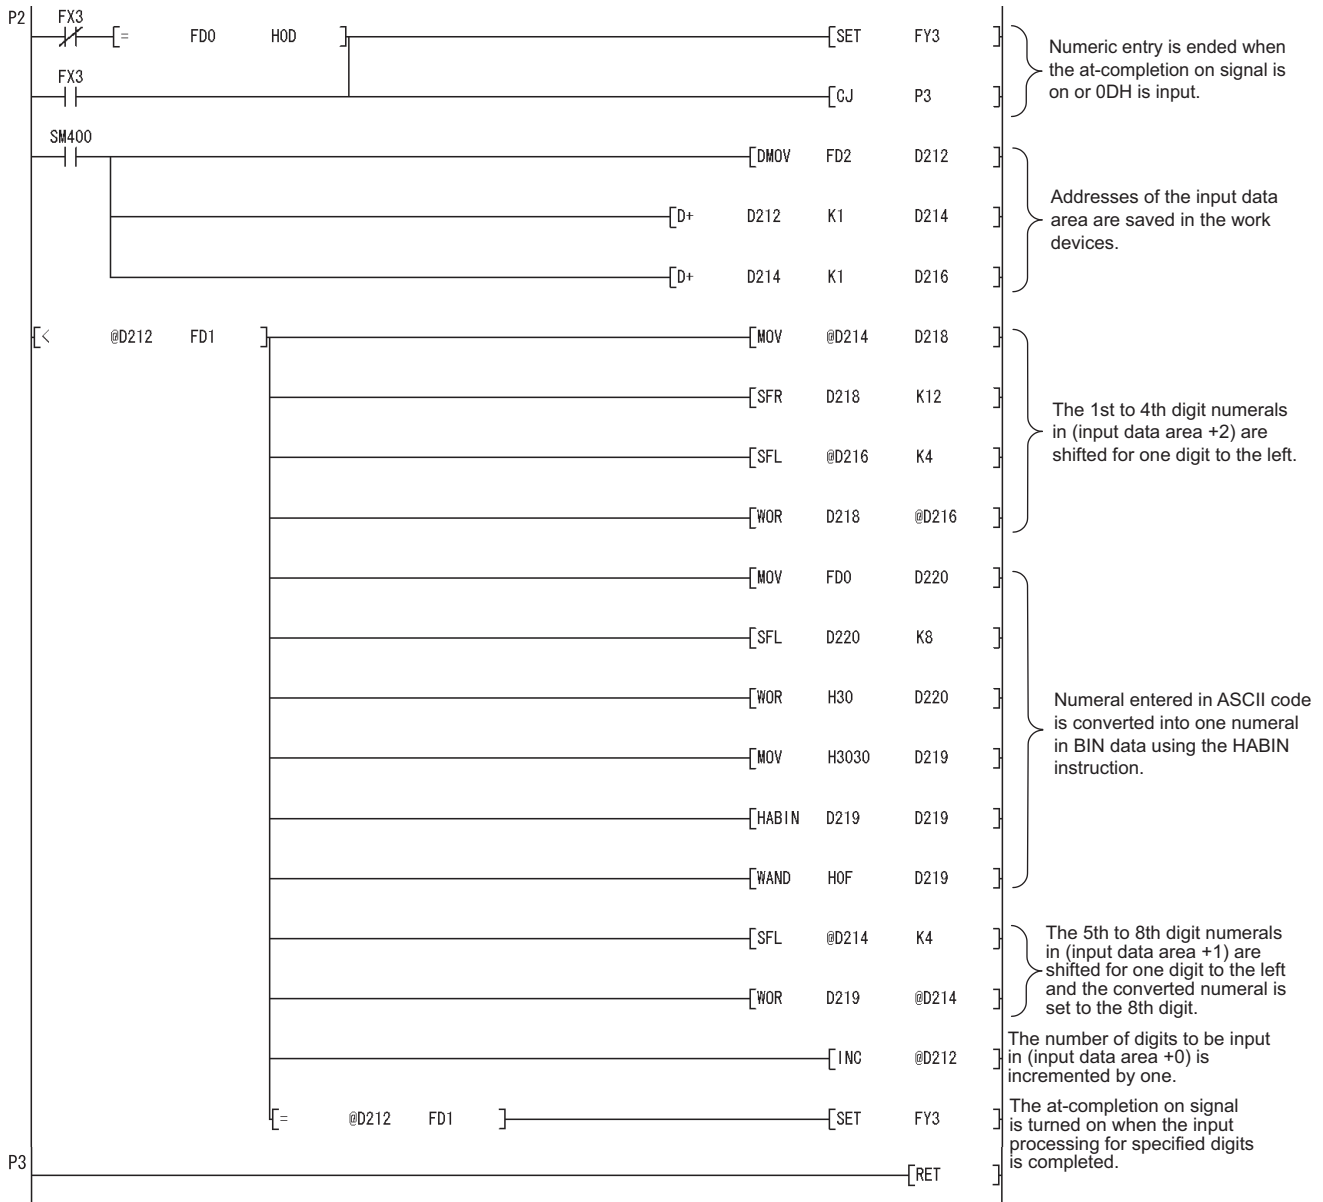 P2 FX3
[= FD0 H0D ] [SET FY3 ]
Numeric entry is ended when
the at-completion on signal is
on or 0DH is input.
FX3
[CJ P3 ]
SM400
[DMOV FD2 D212 ]
Addresses of the input data
area are saved in the work
devices.
[D+ D212 K1 D214 ]
[D+ D214 K1 D216 ]
[< @D212 FD1 ] [MOV @D214 D218 ]
[SFR D218 K12 ]
The 1st to 4th digit numerals
in (input data area +2) are
shifted for one digit to the left.
[SFL @D216 K4 ]
[WOR D218 @D216 ]
[MOV FD0 D220 ]
[SFL D220 K8 ]
[WOR H30 D220 ]
Numeral entered in ASCII code
is converted into one numeral
in BIN data using the HABIN
instruction.
[MOV H3030 D219 ]
[HABIN D219 D219 ]
[WAND H0F D219 ]
[SFL @D214 K4 ]
The 5th to 8th digit numerals
in (input data area +1) are
shifted for one digit to the left
and the converted numeral is
set to the 8th digit.
[WOR D219 @D214 ]
[INC @D212 ]
The number of digits to be input
in (input data area +0) is
incremented by one.
[= @D212 FD1 ] [SET FY3 ]
The at-completion on signal
is turned on when the input
processing for specified digits
is completed.
P3
[RET ]